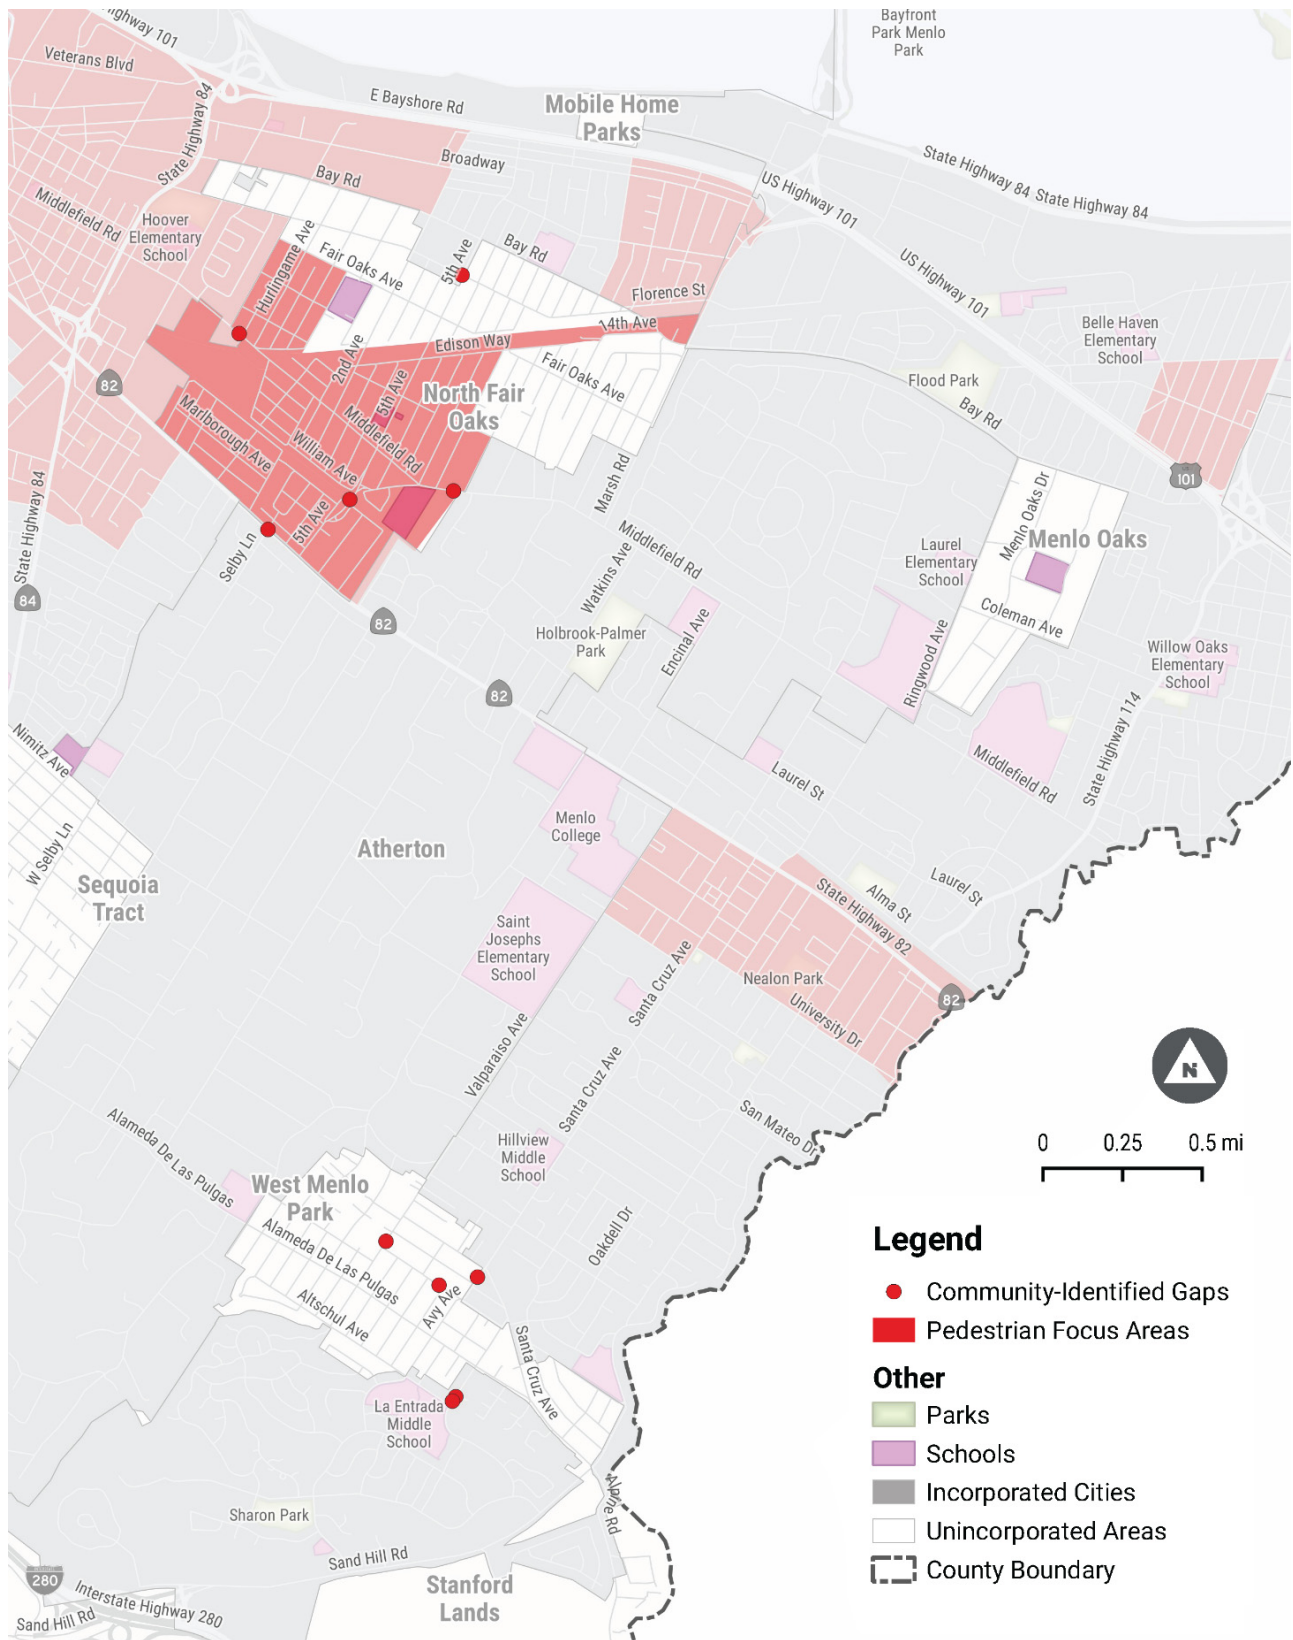 Highway 101
Bayfront
Park Menlo
Park
Veterans Blvd
State Highway 84
E Bayshore Rd
Mobile Home
Parks
Broadway
State Highway 84
State Highway 84
Bay Rd
US Highway 101
Middlefield Rd
Hoover
Elementary
School
Hurlingame Ave
Fair Oaks Ave
5th Ave
Bay Rd
US Highway 101
Florence St
14th Ave
Edison Way
Belle Haven
Elementary
School
2nd Ave
Fair Oaks Ave
82
5th Ave
North Fair
Oaks
Flood Park
Bay Rd
Marlborough Ave
William Ave
Middlefield Rd
Marsh Rd
101
5th Ave
Menlo Oaks Dr
Menlo Oaks
State Highway 84
Selby Ln
Middlefield Rd
Laurel
Elementary
School
84
Watkins Ave
Coleman Ave
82
Holbrook-Palmer
Park
Encinal Ave
Ringwood Ave
Willow Oaks
Elementary
School
82
State Highway 114
Nimitz Ave
Laurel St
Middlefield Rd
Menlo
College
W Selby Ln
Atherton
Sequoia
Tract
Laurel St
Alma St
State Highway 82
Saint
Josephs
Elementary
School
Santa Cruz Ave
Nealon Park
University Dr
82
Valparaiso Ave
Santa Cruz Ave
N
San Mateo Dr
Alameda De Las Pulgas
Hillview
Middle
School
0 0.25 0.5 mi
West Menlo
Park
Alameda De Las Pulgas
Oakdell Dr
Altschul Ave
Avy Ave
Santa Cruz Ave
La Entrada
Middle
School
Alpine Rd
Sharon Park
Sand Hill Rd
280
Interstate Highway 280
Sand Hill Rd
Stanford
Lands
Legend
Community-Identified Gaps
Pedestrian Focus Areas
Other
Parks
Schools
Incorporated Cities
Unincorporated Areas
County Boundary